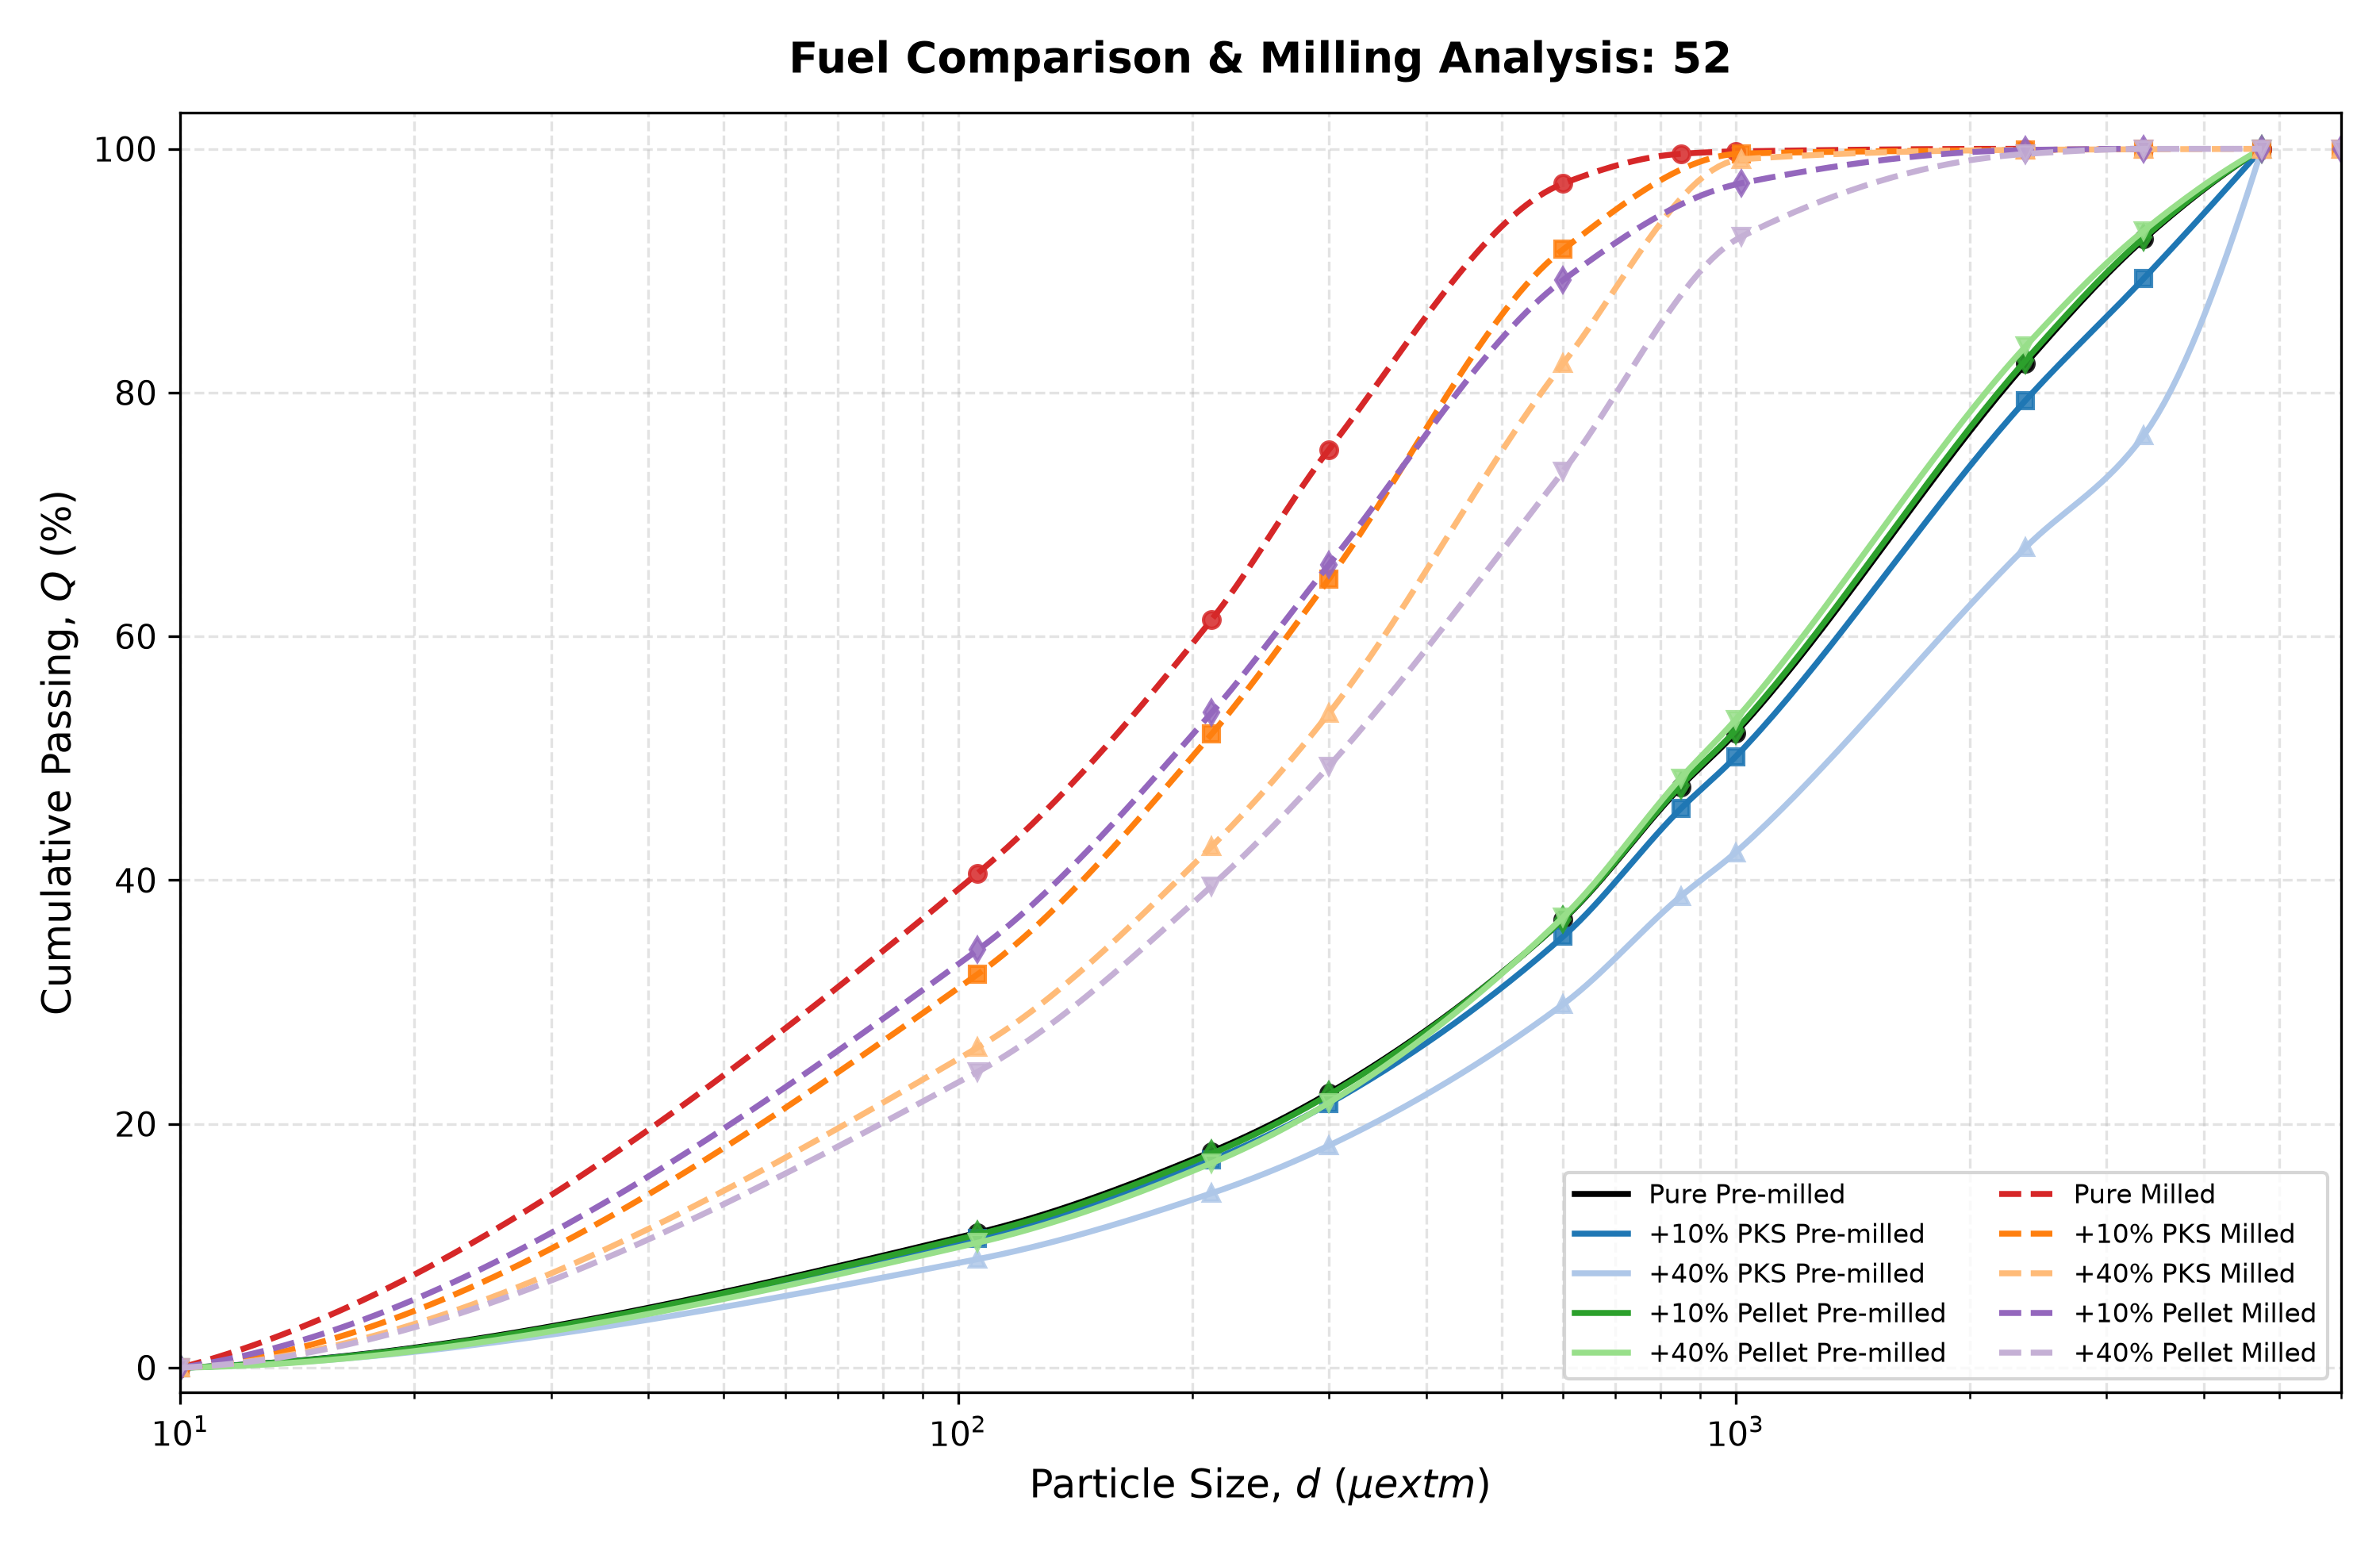 Fuel Comparison & Milling Analysis: 52
Cumulative Passing, Q (%)
100
80
60
40
20
0
10¹
10²
10³
Particle Size, d (μextm)
Pure Pre-milled
+10% PKS Pre-milled
+40% PKS Pre-milled
+10% Pellet Pre-milled
+40% Pellet Pre-milled
Pure Milled
+10% PKS Milled
+40% PKS Milled
+10% Pellet Milled
+40% Pellet Milled